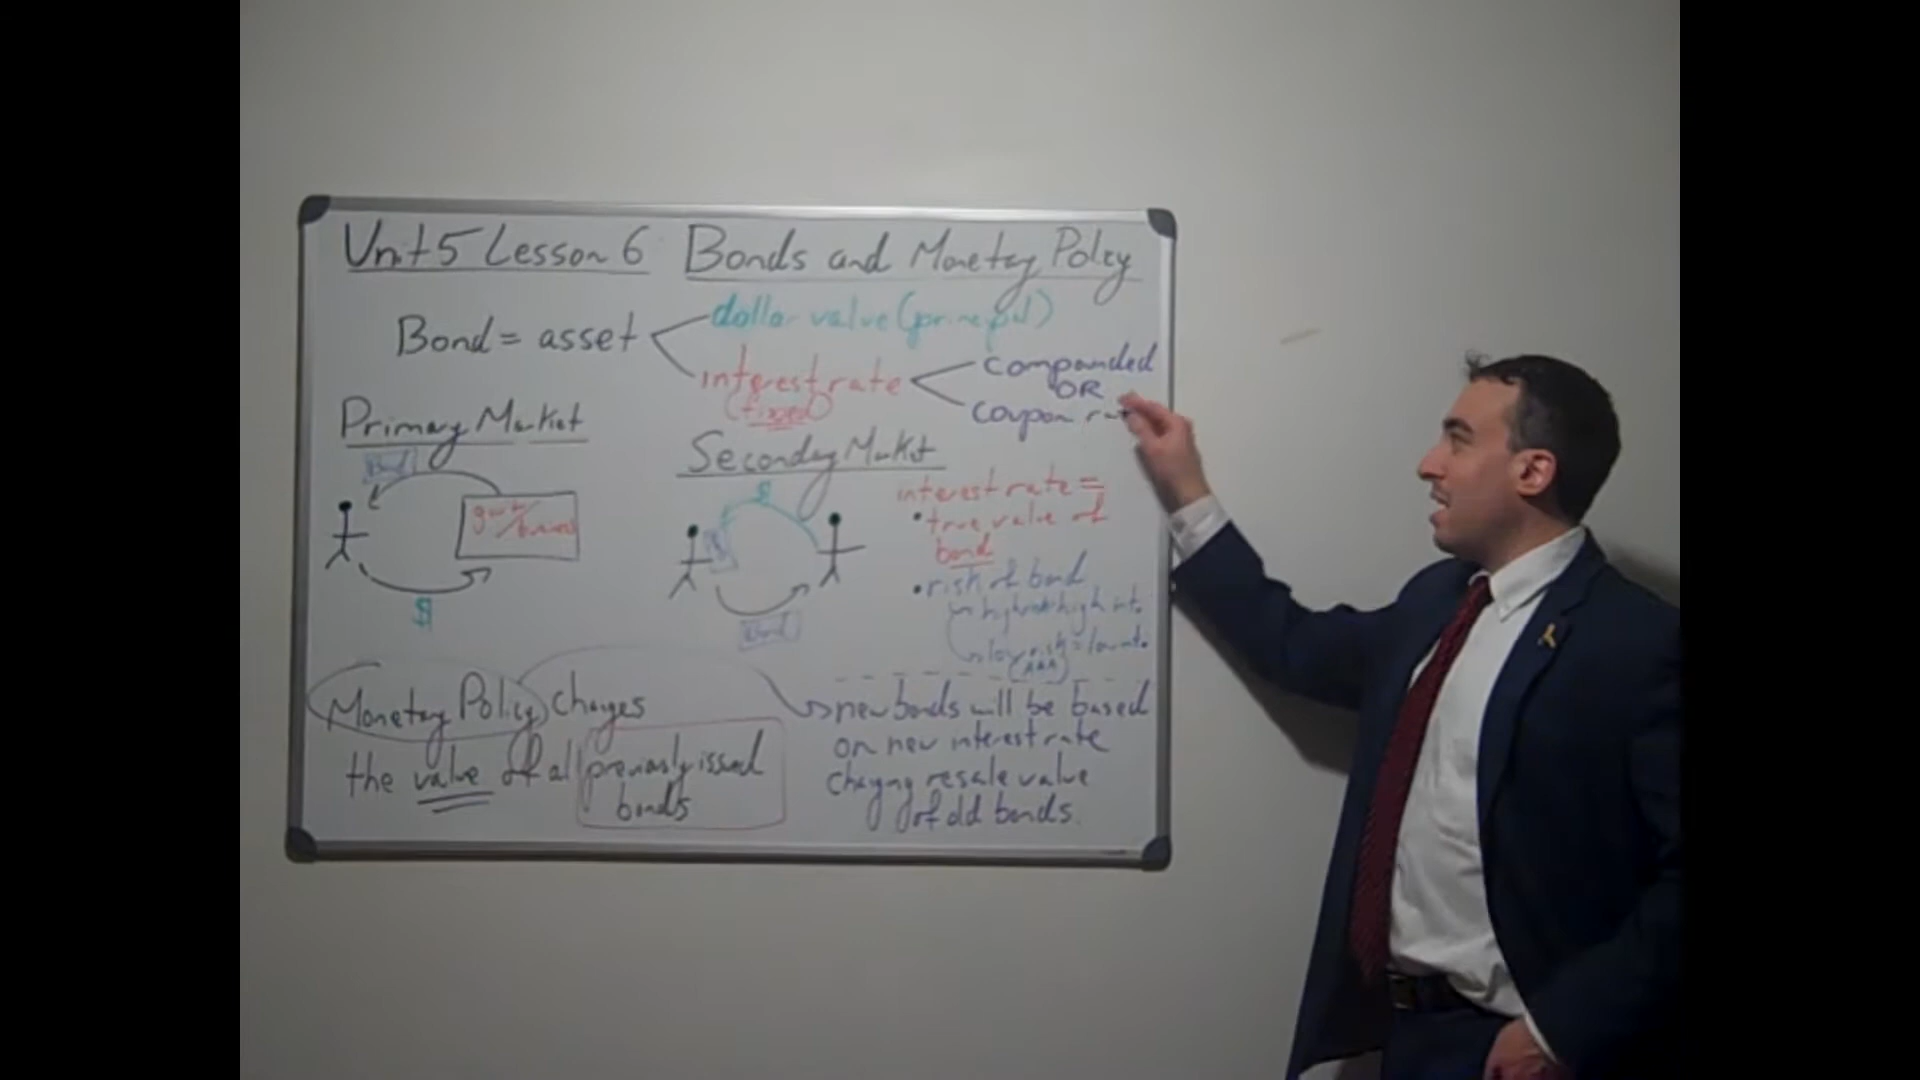 Unit 5 Lesson 6 Bonds and Monetary Policy
Bond = asset
dollar value (principal)
interest rate
(fixed)
compounded
OR
coupon
Primary Market
Bond
gov't/business
$
Secondary Market
$
Bond
interest rate =
• true value of
bond
• risk of bond
high risk = high int.
low risk = low int.
(AAA)
Monetary Policy changes
the value of all previously issued
bonds
new bonds will be based
on new interest rate
changing resale value
of old bonds.